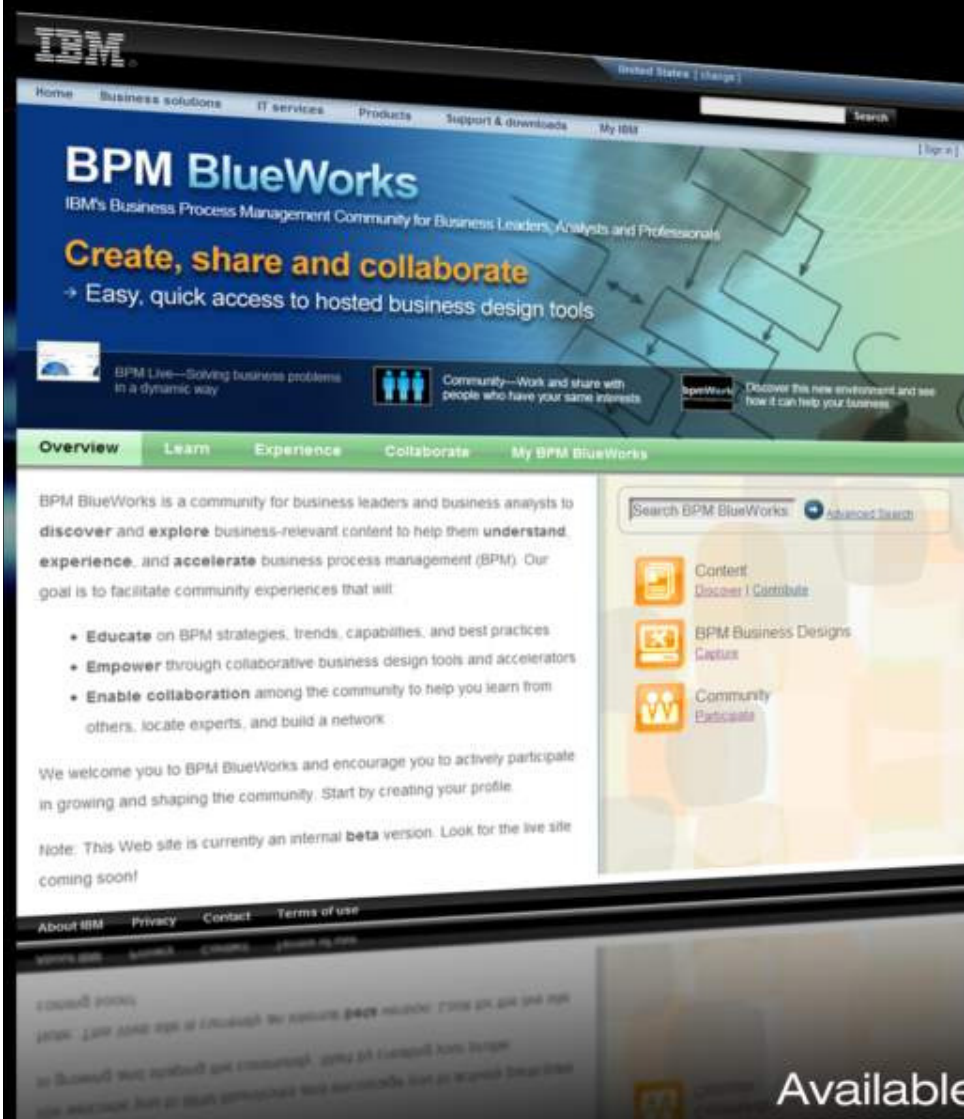 IBM
United States [ change ]
Home Business solutions IT services Products Support & downloads My IBM
Search
[ Sign in ]
BPM BlueWorks
IBM's Business Process Management Community for Business Leaders, Analysts and Professionals
Create, share and collaborate
→ Easy, quick access to hosted business design tools
BPM Live—Solving business problems
in a dynamic way
Community—Work and share with
people who have your same interests
bpmWork
Discover this new environment and see
how it can help your business
Overview Learn Experience Collaborate My BPM BlueWorks
BPM BlueWorks is a community for business leaders and business analysts to
discover and explore business-relevant content to help them understand,
experience, and accelerate business process management (BPM). Our
goal is to facilitate community experiences that will:
• Educate on BPM strategies, trends, capabilities, and best practices
• Empower through collaborative business design tools and accelerators
• Enable collaboration among the community to help you learn from
others, locate experts, and build a network
We welcome you to BPM BlueWorks and encourage you to actively participate
in growing and shaping the community. Start by creating your profile.
Note: This Web site is currently an internal beta version. Look for the live site
coming soon!
Search BPM BlueWorks Advanced Search
Content
Discover | Contribute
BPM Business Designs
Capture
Community
Participate
About IBM Privacy Contact Terms of use
Available